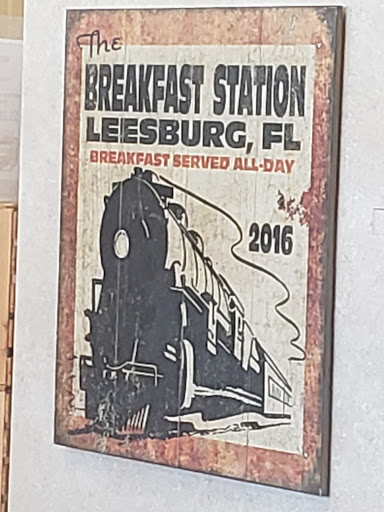 The
BREAKFAST STATION
LEESBURG, FL
BREAKFAST SERVED ALL-DAY
2016